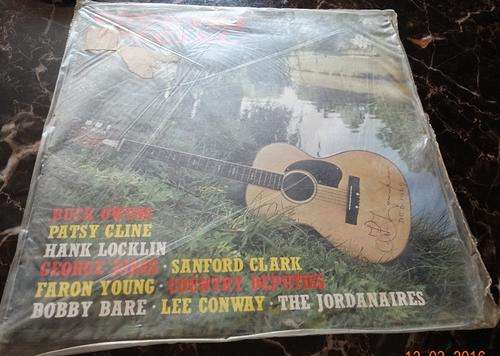 BUCK OWENS
PATSY CLINE
HANK LOCKLIN
GEORGE JONES · SANFORD CLARK
FARON YOUNG · COUNTRY DEPUTIES
BOBBY BARE · LEE CONWAY · THE JORDANAIRES